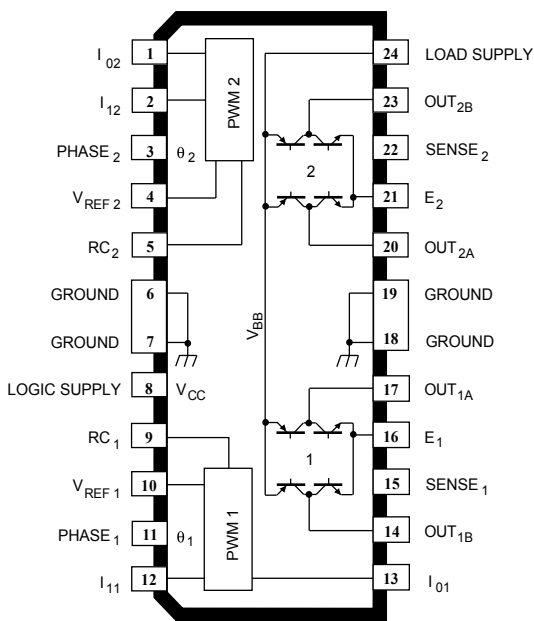 I02 1 24 LOAD SUPPLY
I12 2 PWM 2 23 OUT2B
PHASE2 3 θ2 2 22 SENSE2
VREF 2 4 21 E2
RC2 5 20 OUT2A
GROUND 6 19 GROUND
GROUND 7 VBB 18 GROUND
LOGIC SUPPLY 8 VCC 17 OUT1A
RC1 9 1 16 E1
VREF 1 10 15 SENSE1
PHASE1 11 θ1 PWM 1 14 OUT1B
I11 12 13 I01